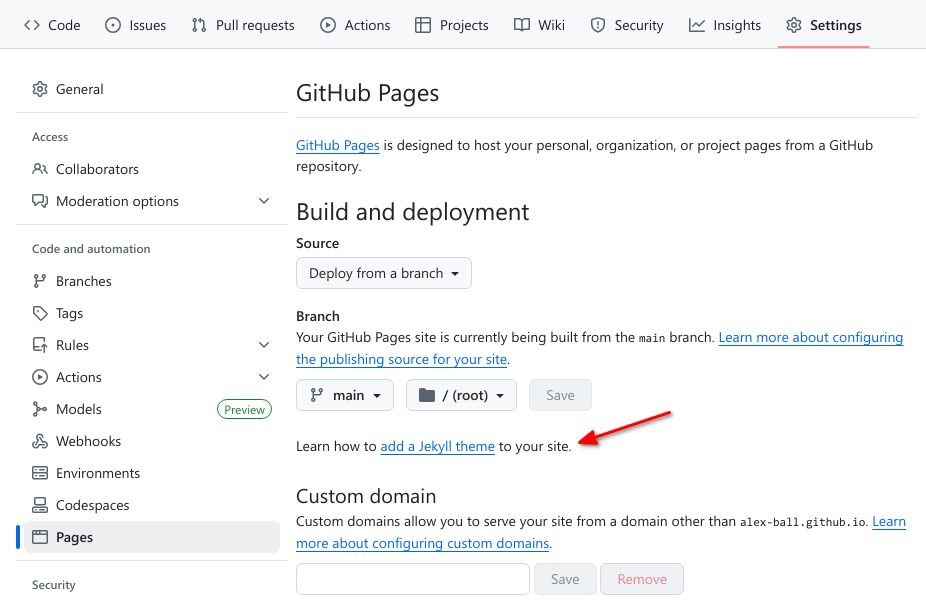 Code Issues Pull requests Actions Projects Wiki Security Insights Settings
General
Access
Collaborators
Moderation options
Code and automation
Branches
Tags
Rules
Actions
Models Preview
Webhooks
Environments
Codespaces
Pages
Security
GitHub Pages
GitHub Pages is designed to host your personal, organization, or project pages from a GitHub
repository.
Build and deployment
Source
Deploy from a branch
Branch
Your GitHub Pages site is currently being built from the main branch. Learn more about configuring
the publishing source for your site.
main / (root) Save
Learn how to add a Jekyll theme to your site.
Custom domain
Custom domains allow you to serve your site from a domain other than alex-ball.github.io. Learn
more about configuring custom domains.
Save Remove